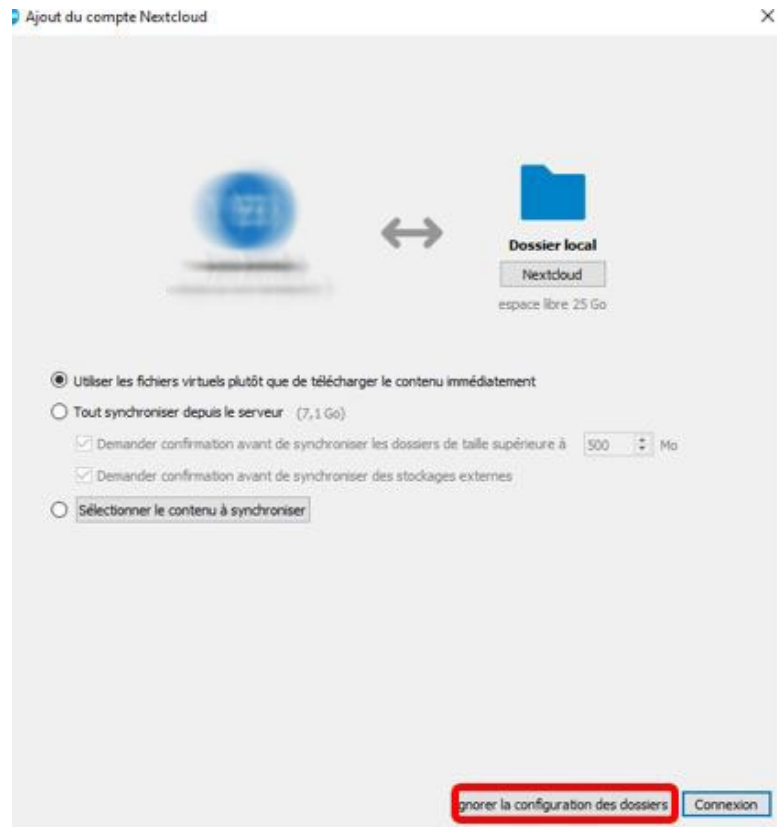 Ajout du compte Nextcloud
Dossier local
Nextcloud
espace libre 25 Go
Utiliser les fichiers virtuels plutôt que de télécharger le contenu immédiatement
Tout synchroniser depuis le serveur (7,1 Go)
Demander confirmation avant de synchroniser les dossiers de taille supérieure à 500 Mo
Demander confirmation avant de synchroniser des stockages externes
Sélectionner le contenu à synchroniser
gnorer la configuration des dossiers Connexion